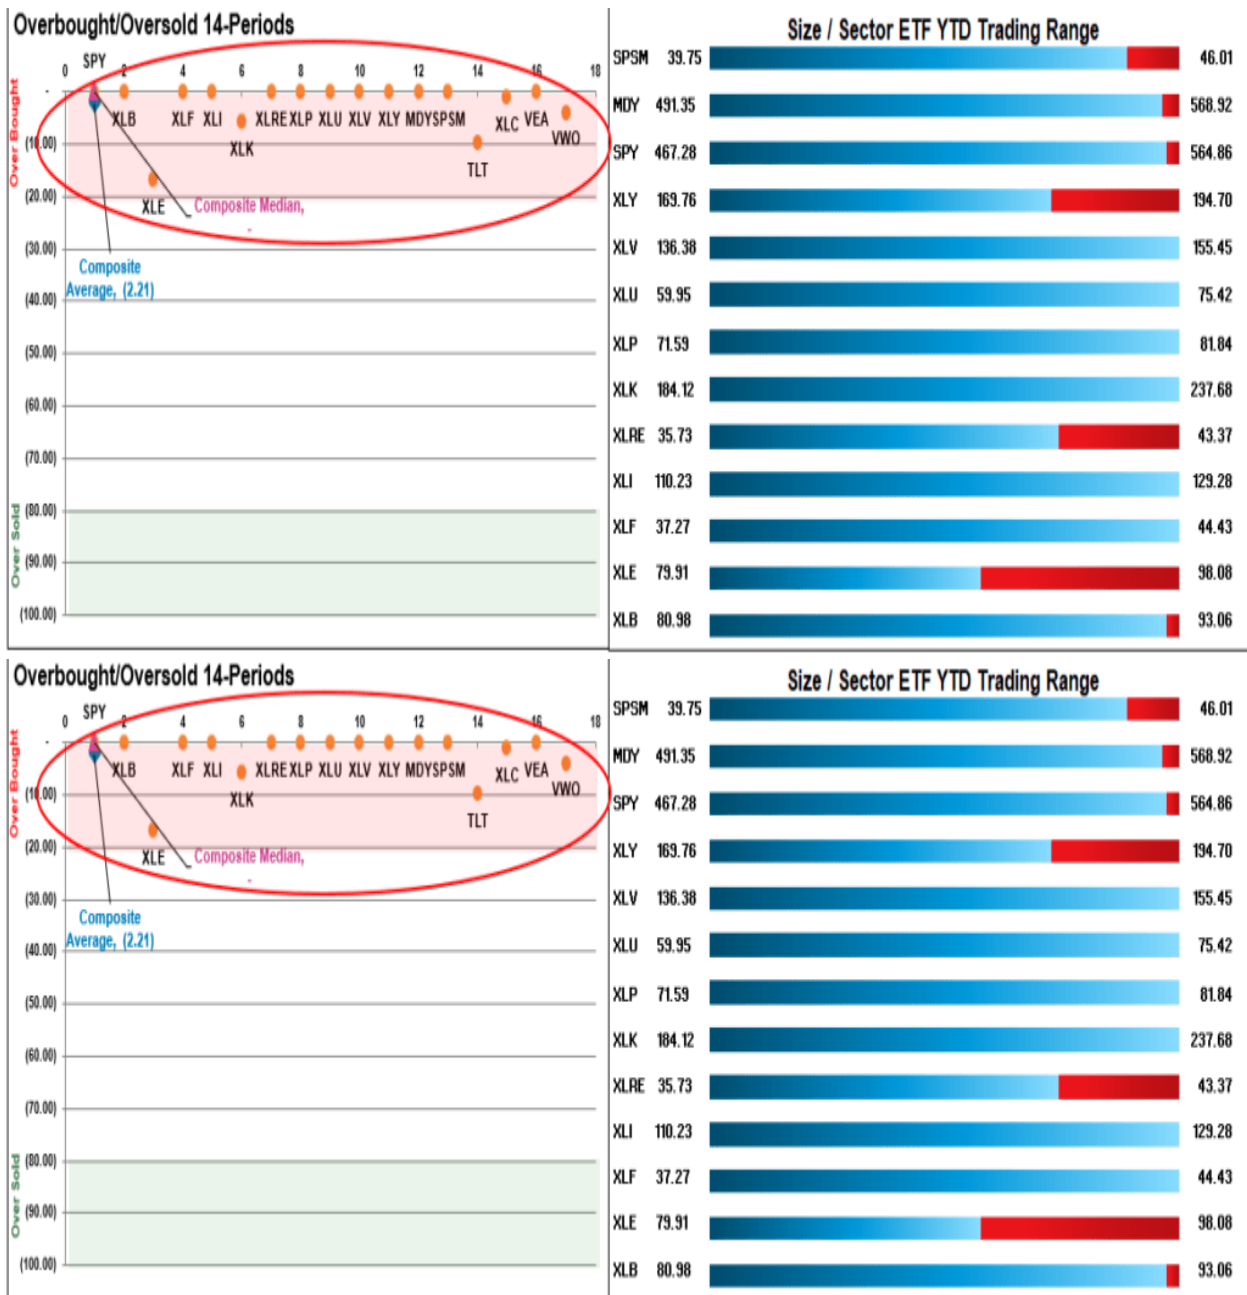 Overbought/Oversold 14-Periods
SPY
0 2 4 6 8 10 12 14 16 18
Over Bought
-
XLB XLF XLI XLRE XLP XLU XLV XLY MDY SPSM XLC VEA
VWO
(10.00)
XLK
TLT
(20.00)
XLE
Composite Median,
-
(30.00)
Composite
Average, (2.21)
(40.00)
(50.00)
(60.00)
(70.00)
Over Sold
(80.00)
(90.00)
(100.00)
Size / Sector ETF YTD Trading Range
SPSM 39.75 46.01
MDY 491.35 568.92
SPY 467.28 564.86
XLY 169.76 194.70
XLV 136.38 155.45
XLU 59.95 75.42
XLP 71.59 81.84
XLK 184.12 237.68
XLRE 35.73 43.37
XLI 110.23 129.28
XLF 37.27 44.43
XLE 79.91 98.08
XLB 80.98 93.06
Overbought/Oversold 14-Periods
SPY
0 2 4 6 8 10 12 14 16 18
Over Bought
-
XLB XLF XLI XLRE XLP XLU XLV XLY MDY SPSM XLC VEA
VWO
(10.00)
XLK
TLT
(20.00)
XLE
Composite Median,
-
(30.00)
Composite
Average, (2.21)
(40.00)
(50.00)
(60.00)
(70.00)
Over Sold
(80.00)
(90.00)
(100.00)
Size / Sector ETF YTD Trading Range
SPSM 39.75 46.01
MDY 491.35 568.92
SPY 467.28 564.86
XLY 169.76 194.70
XLV 136.38 155.45
XLU 59.95 75.42
XLP 71.59 81.84
XLK 184.12 237.68
XLRE 35.73 43.37
XLI 110.23 129.28
XLF 37.27 44.43
XLE 79.91 98.08
XLB 80.98 93.06